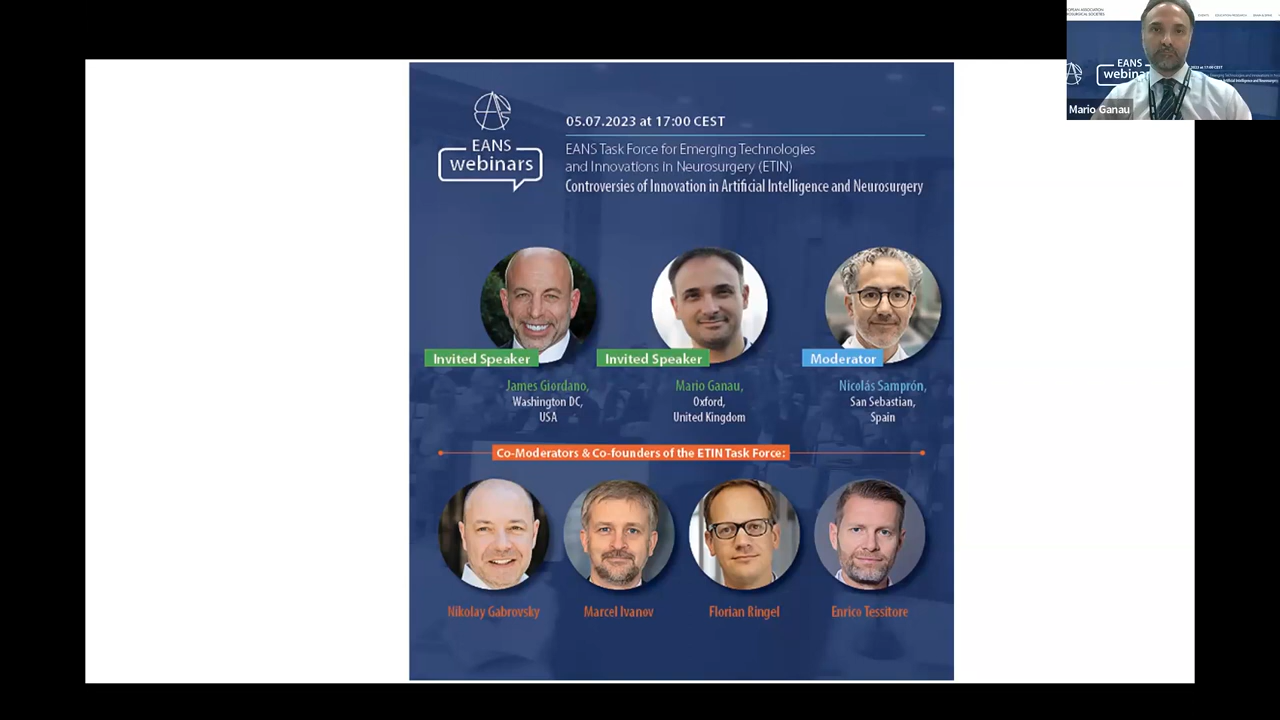 05.07.2023 at 17:00 CEST
EANS
webinars
EANS Task Force for Emerging Technologies
and Innovations in Neurosurgery (ETIN)
Controversies of Innovation in Artificial Intelligence and Neurosurgery
Invited Speaker
Invited Speaker
Moderator
James Giordano,
Washington DC,
USA
Mario Ganau,
Oxford,
United Kingdom
Nicolás Samprón,
San Sebastian,
Spain
Co-Moderators & Co-founders of the ETIN Task Force:
Nikolay Gabrovsky
Marcel Ivanov
Florian Ringel
Enrico Tessitore
EANS
webina
Mario Ganau